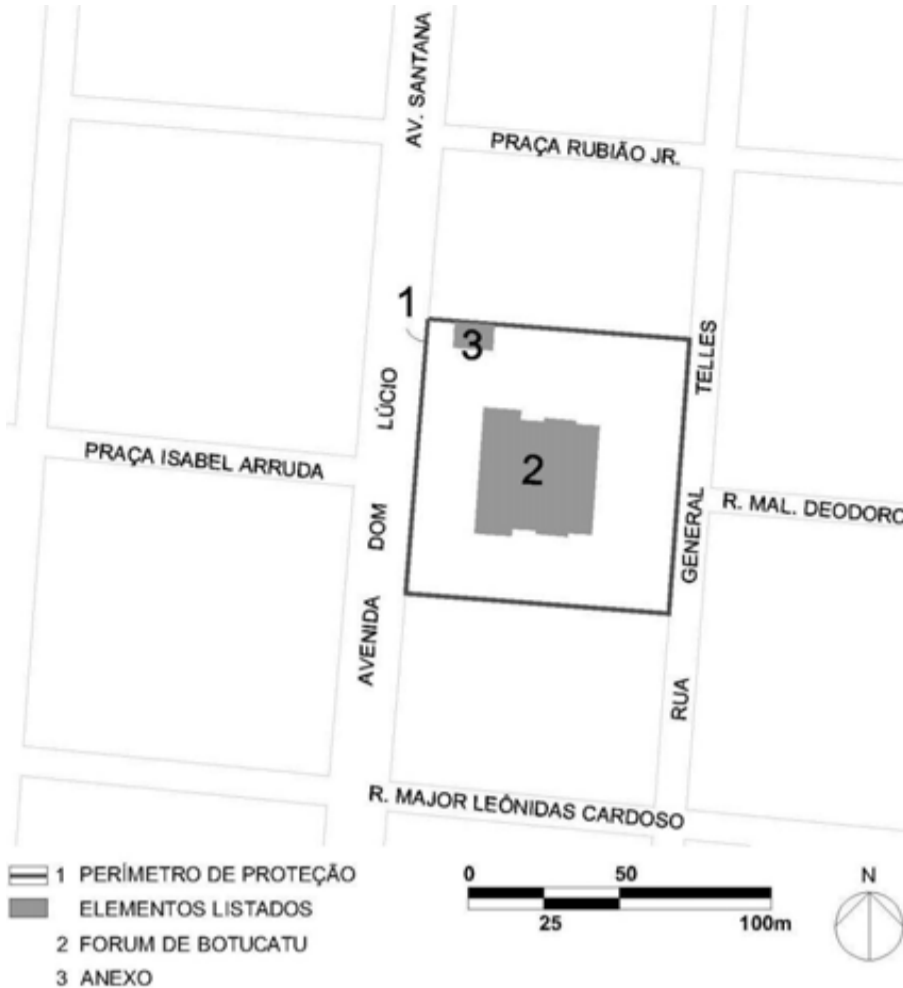 AV. SANTANA
PRAÇA RUBIÃO JR.
1
3
TELLES
LÚCIO
PRAÇA ISABEL ARRUDA
2
R. MAL. DEODORO
DOM
GENERAL
AVENIDA
RUA
R. MAJOR LEÔNIDAS CARDOSO
1 PERÍMETRO DE PROTEÇÃO
ELEMENTOS LISTADOS
2 FORUM DE BOTUCATU
3 ANEXO
0 50
25 100m
N